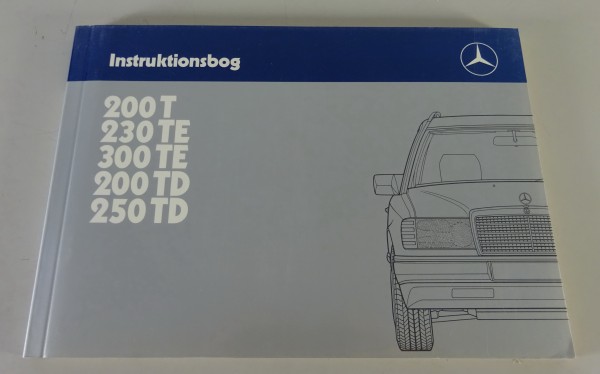 Instruktionsbog
200 T
230 TE
300 TE
200 TD
250 TD